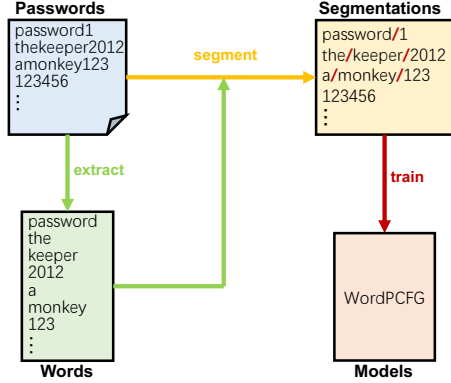 Passwords
password1
thekeeper2012
amonkey123
123456
⋮
segment
Segmentations
password/1
the/keeper/2012
a/monkey/123
123456
⋮
extract
train
password
the
keeper
2012
a
monkey
123
⋮
Words
WordPCFG
Models